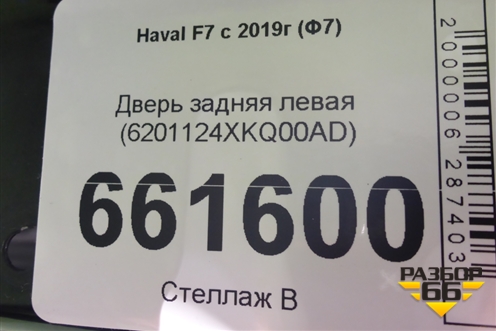 Haval F7 с 2019г (Ф7)
Дверь задняя левая
(6201124XKQ00AD)
661600
Стеллаж В
2000006287403
РАЗБОР
66